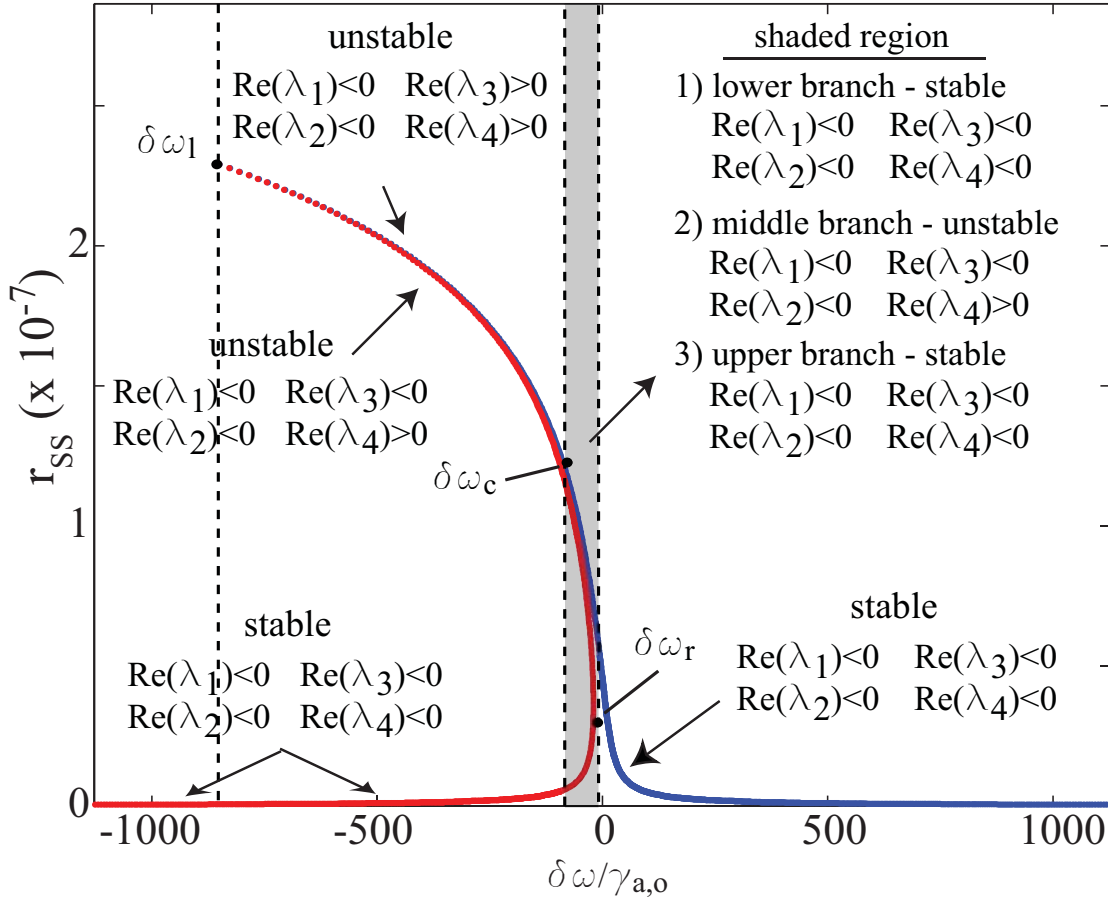 unstable
Re(λ1)<0 Re(λ3)>0
Re(λ2)<0 Re(λ4)>0
δω1
shaded region
1) lower branch - stable
Re(λ1)<0 Re(λ3)<0
Re(λ2)<0 Re(λ4)<0
2) middle branch - unstable
Re(λ1)<0 Re(λ3)<0
Re(λ2)<0 Re(λ4)>0
3) upper branch - stable
Re(λ1)<0 Re(λ3)<0
Re(λ2)<0 Re(λ4)<0
unstable
Re(λ1)<0 Re(λ3)<0
Re(λ2)<0 Re(λ4)>0
δωc
stable
Re(λ1)<0 Re(λ3)<0
Re(λ2)<0 Re(λ4)<0
δωr
stable
Re(λ1)<0 Re(λ3)<0
Re(λ2)<0 Re(λ4)<0
rss (x 10-7)
2
1
0
-1000 -500 0 500 1000
δω/γa,o